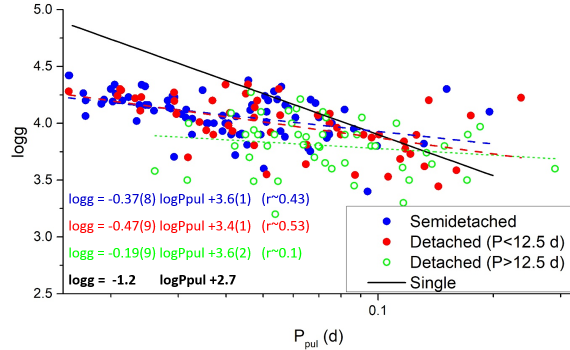 5.0
4.5
4.0
3.5
3.0
2.5
logg
logg = -0.37(8) logPpul +3.6(1) (r~0.43)
logg = -0.47(9) logPpul +3.4(1) (r~0.53)
logg = -0.19(9) logPpul +3.6(2) (r~0.1)
logg = -1.2 logPpul +2.7
Semidetached
Detached (P<12.5 d)
Detached (P>12.5 d)
Single
0.1
Ppul (d)